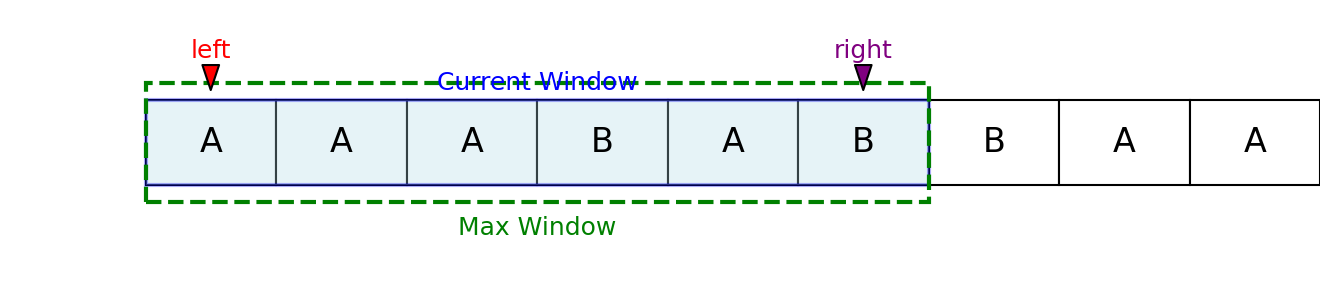 left right
Current Window
A A A B A B B A A
Max Window